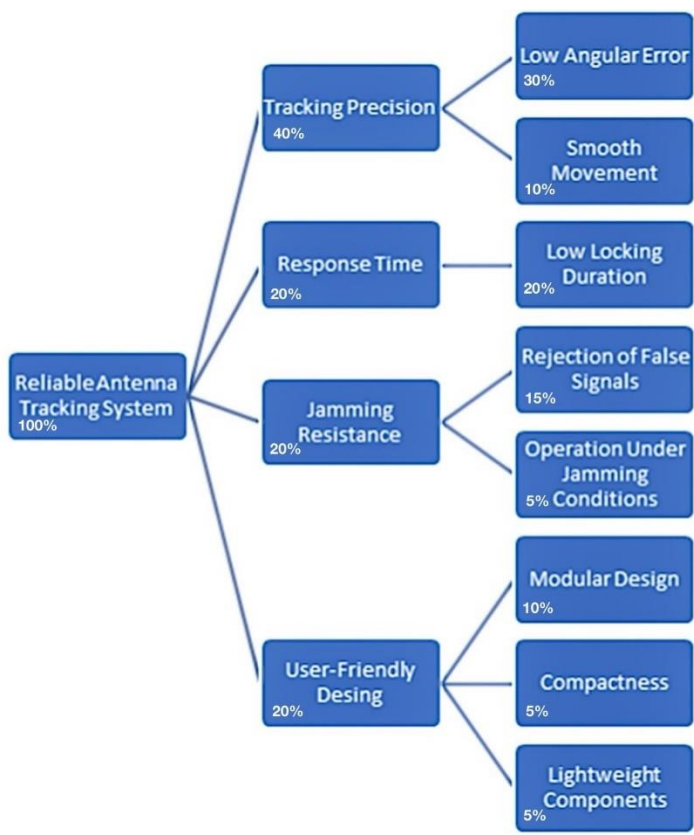 Reliable Antenna
Tracking System
100%
Tracking Precision
40%
Low Angular Error
30%
Smooth
Movement
10%
Response Time
20%
Low Locking
Duration
20%
Jamming
Resistance
20%
Rejection of False
Signals
15%
Operation Under
Jamming
5% Conditions
User-Friendly
Desing
20%
Modular Design
10%
Compactness
5%
Lightweight
Components
5%